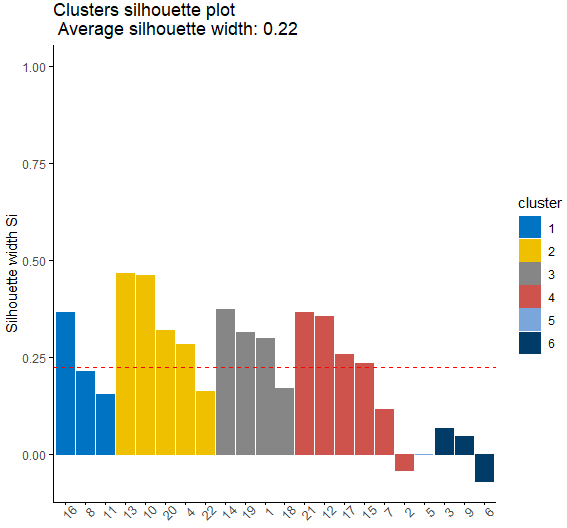 Clusters silhouette plot
Average silhouette width: 0.22
1.00
0.75
0.50
0.25
0.00
Silhouette width Si
16 8 11 13 10 20 4 22 14 19 1 18 21 12 17 15 7 2 5 3 9 6
cluster
1
2
3
4
5
6